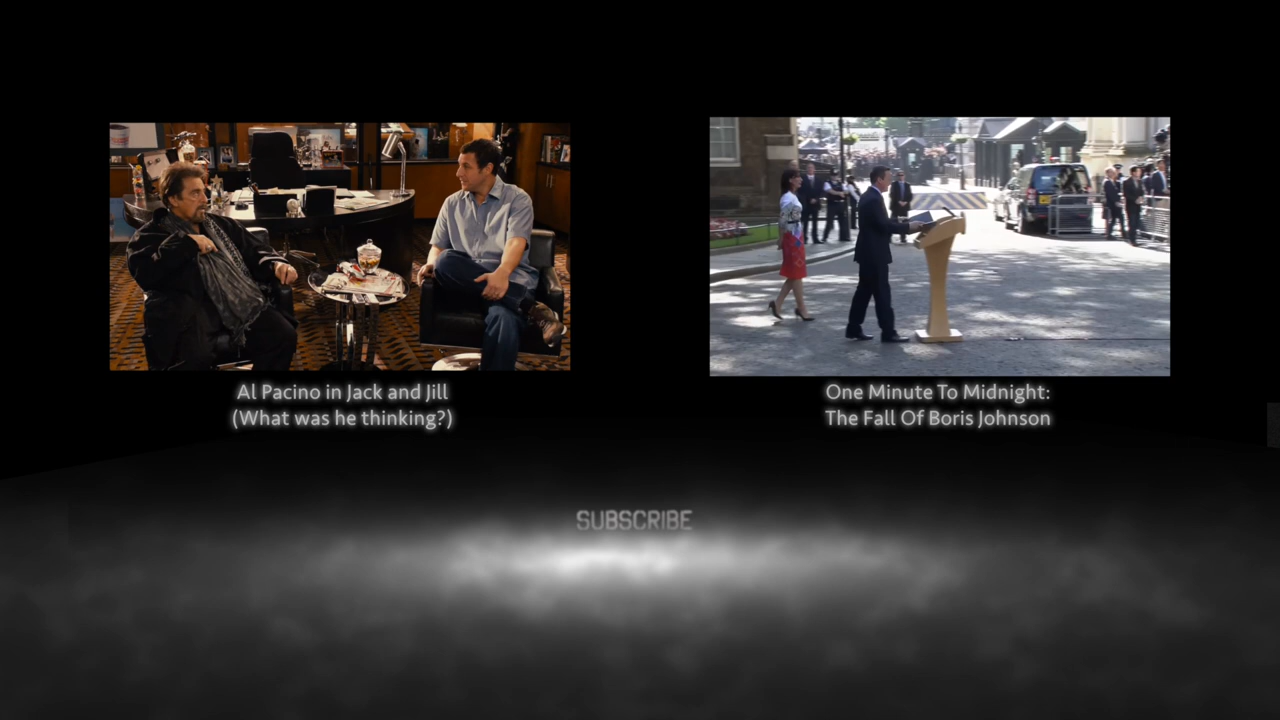 Al Pacino in Jack and Jill
(What was he thinking?)
One Minute To Midnight:
The Fall Of Boris Johnson
SUBSCRIBE